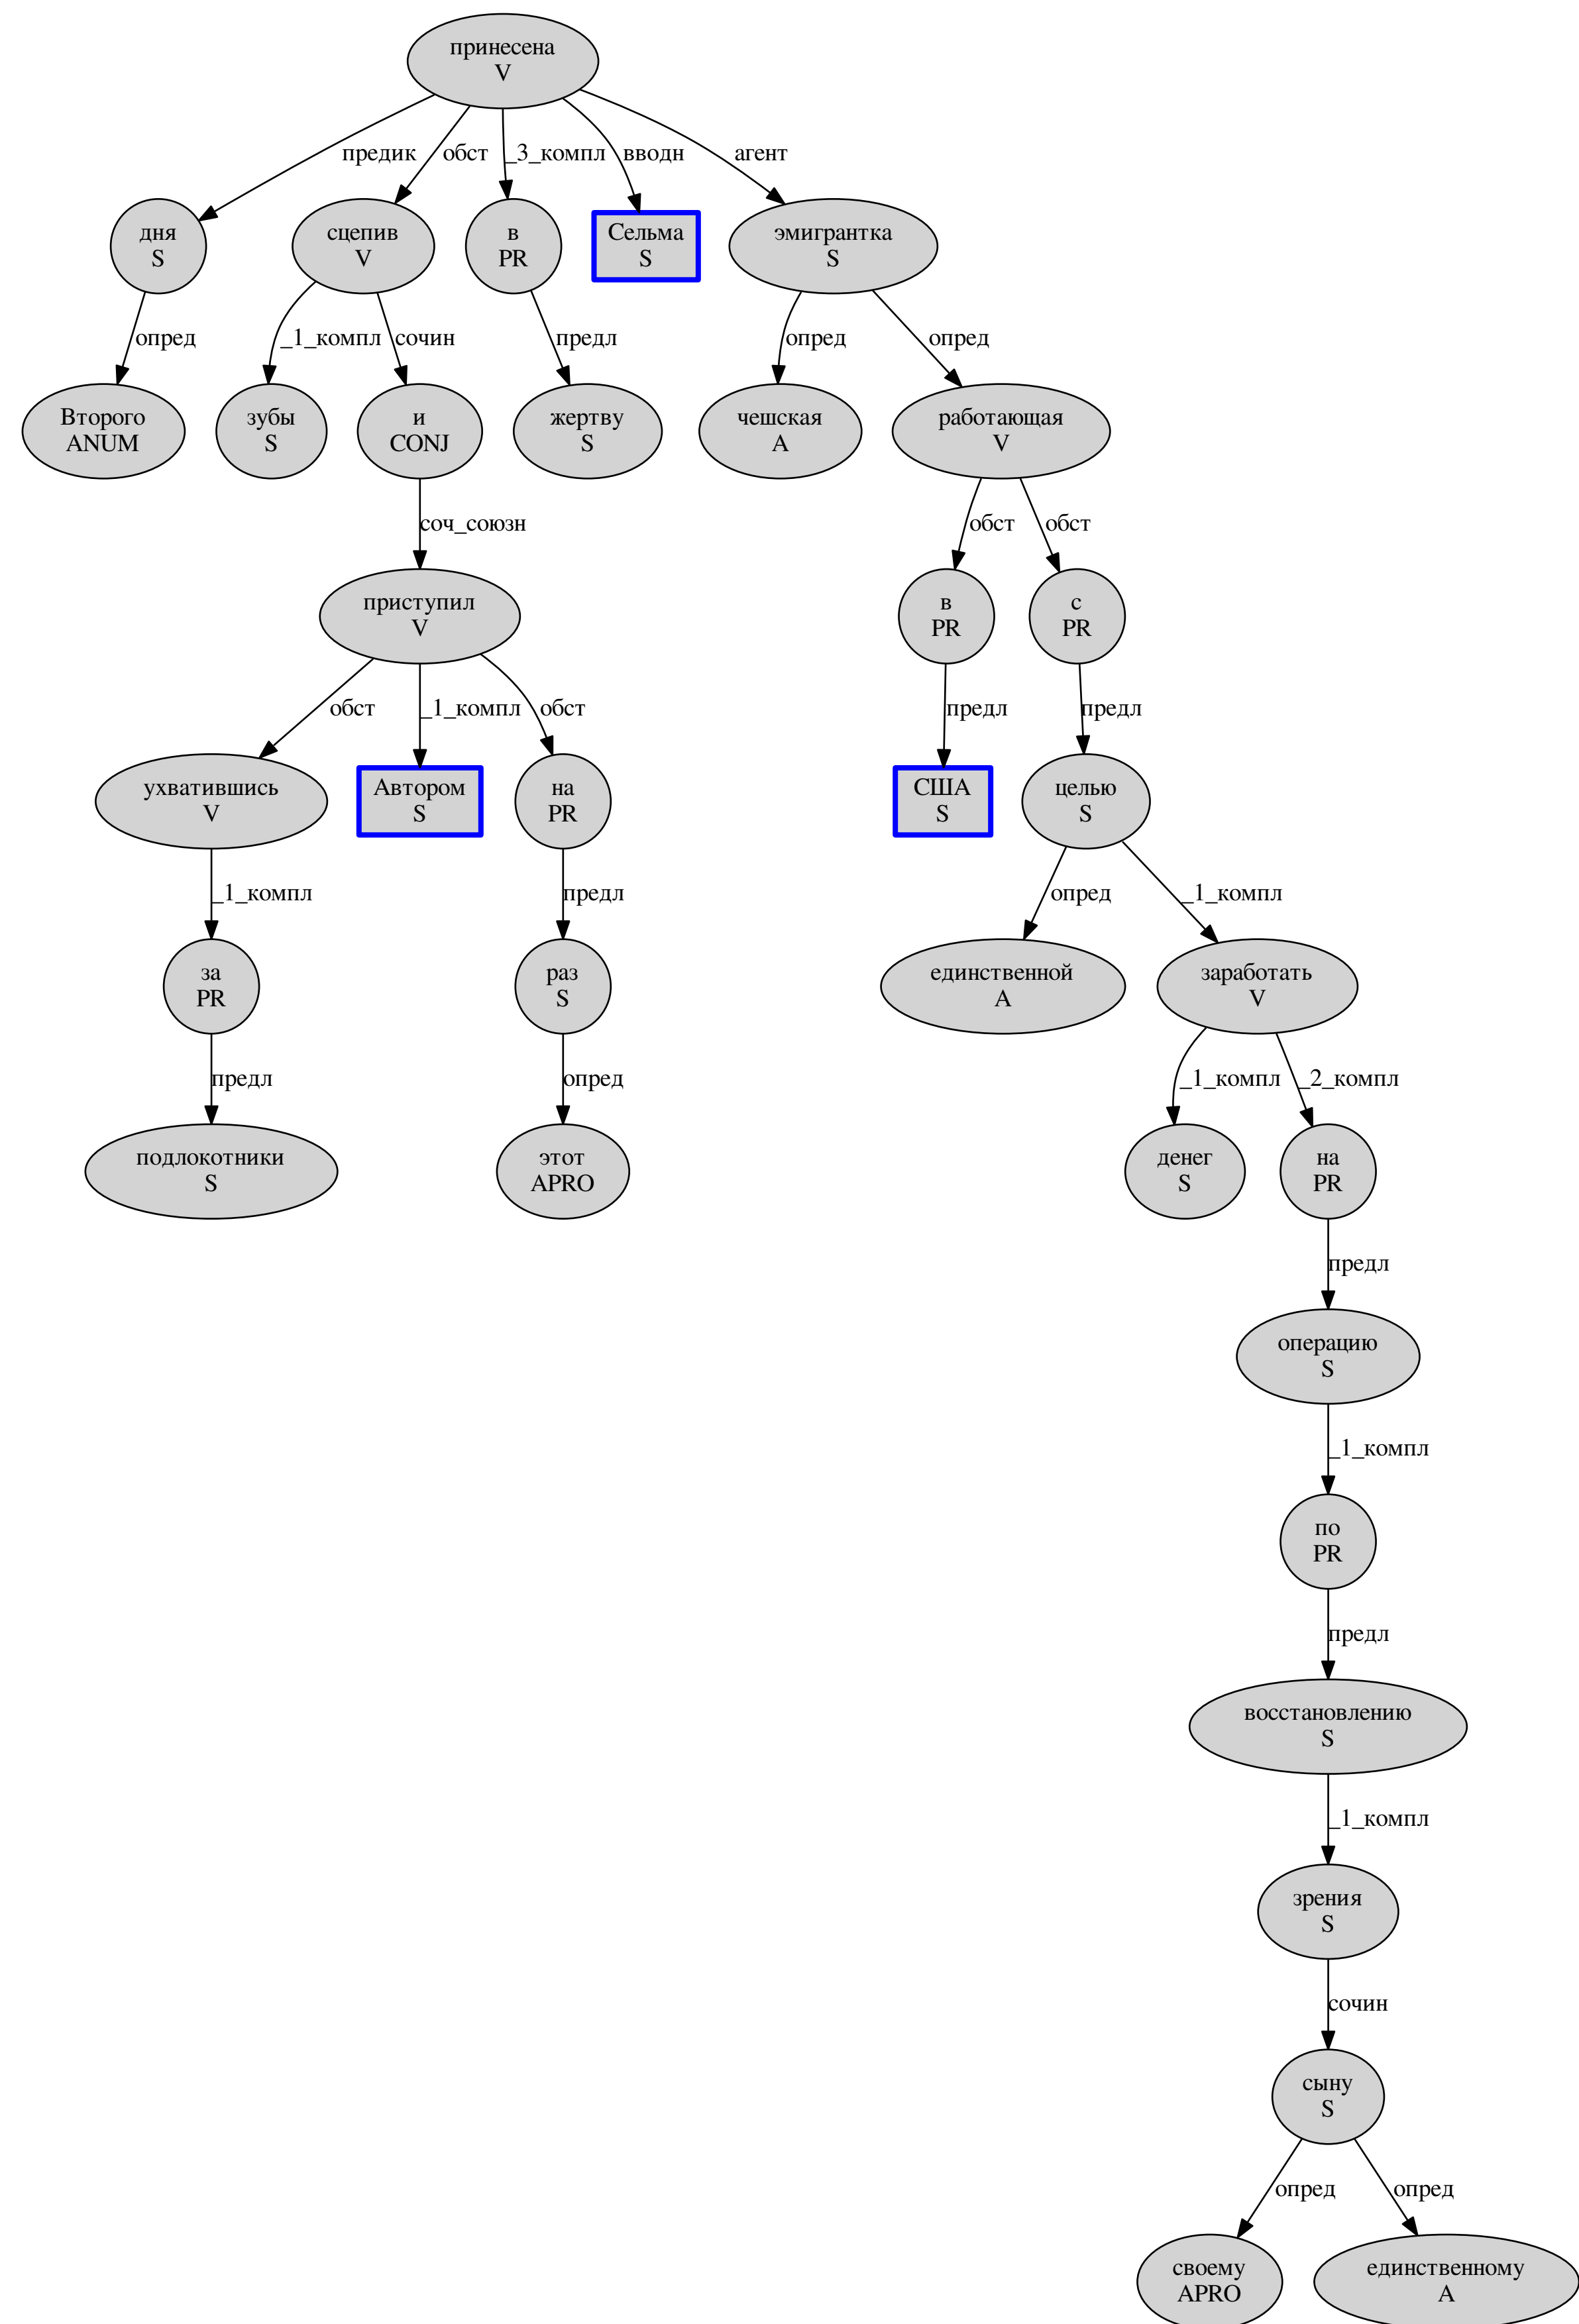 принесена
V
предик
обст
_3_компл
вводн
агент
дня
S
сцепив
V
в
PR
Сельма
S
эмигрантка
S
опред
_1_компл
сочин
предл
опред
опред
Второго
ANUM
зубы
S
и
CONJ
жертву
S
чешская
A
работающая
V
соч_союзн
обст
обст
приступил
V
в
PR
с
PR
обст
_1_компл
обст
предл
предл
ухватившись
V
Автором
S
на
PR
США
S
целью
S
_1_компл
предл
опред
_1_компл
за
PR
раз
S
единственной
A
заработать
V
предл
опред
_1_компл
_2_компл
подлокотники
S
этот
APRO
денег
S
на
PR
предл
операцию
S
_1_компл
по
PR
предл
восстановлению
S
_1_компл
зрения
S
сочин
сыну
S
опред
опред
своему
APRO
единственному
A